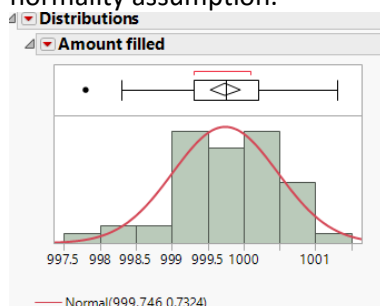 normality assumption.
Distributions
Amount filled
997.5 998 998.5 999 999.5 1000 1001
Normal(999.746,0.7324)